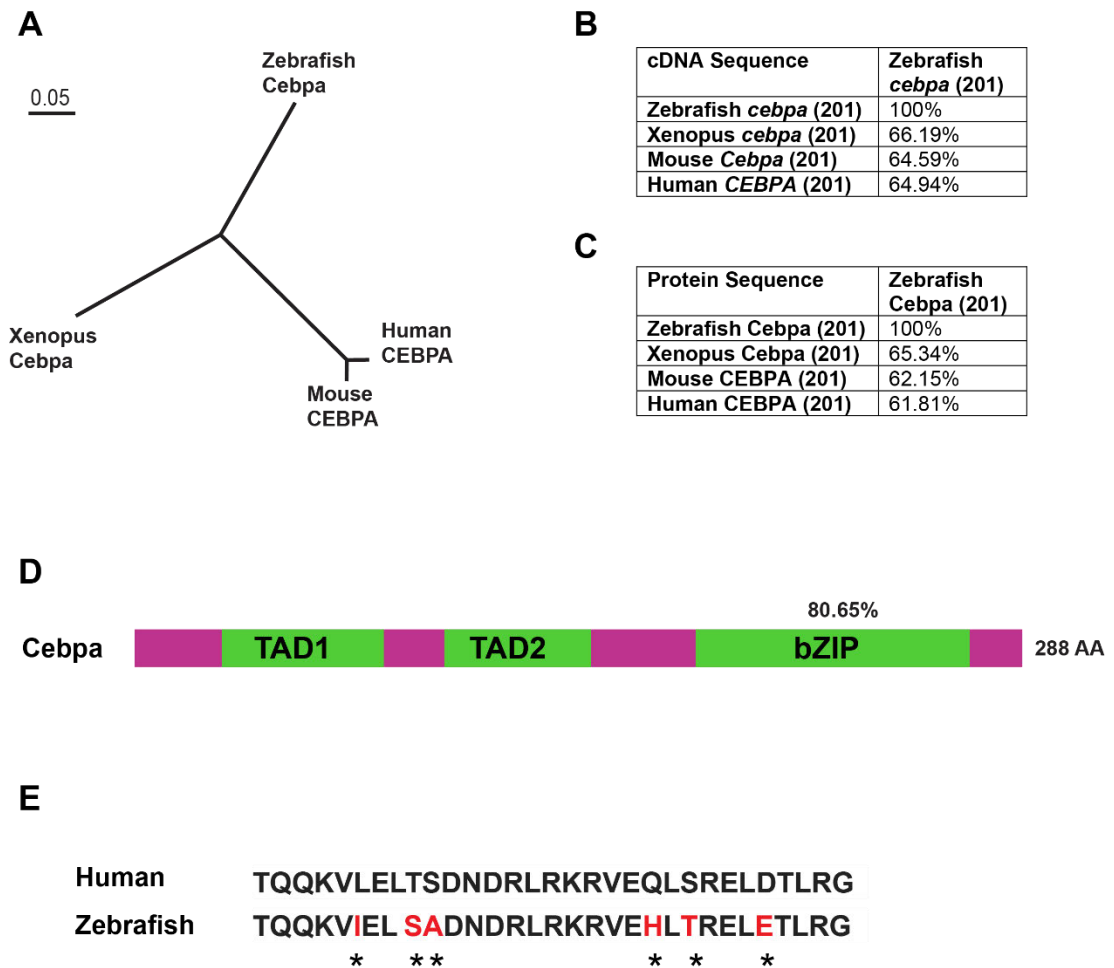 A
Zebrafish
Cebpa
0.05
Xenopus
Cebpa
Human
CEBPA
Mouse
CEBPA
B
cDNA Sequence Zebrafish
cebpa (201)
Zebrafish cebpa (201) 100%
Xenopus cebpa (201) 66.19%
Mouse Cebpa (201) 64.59%
Human CEBPA (201) 64.94%
C
Protein Sequence Zebrafish
Cebpa (201)
Zebrafish Cebpa (201) 100%
Xenopus Cebpa (201) 65.34%
Mouse CEBPA (201) 62.15%
Human CEBPA (201) 61.81%
D
80.65%
Cebpa TAD1 TAD2 bZIP 288 AA
E
Human TQQKVLELTSDNDRLRKRVEQLSRELDTLRG
Zebrafish TQQKVIELSADNDRLRKRVEHLTRELETLRG
* * * * * *